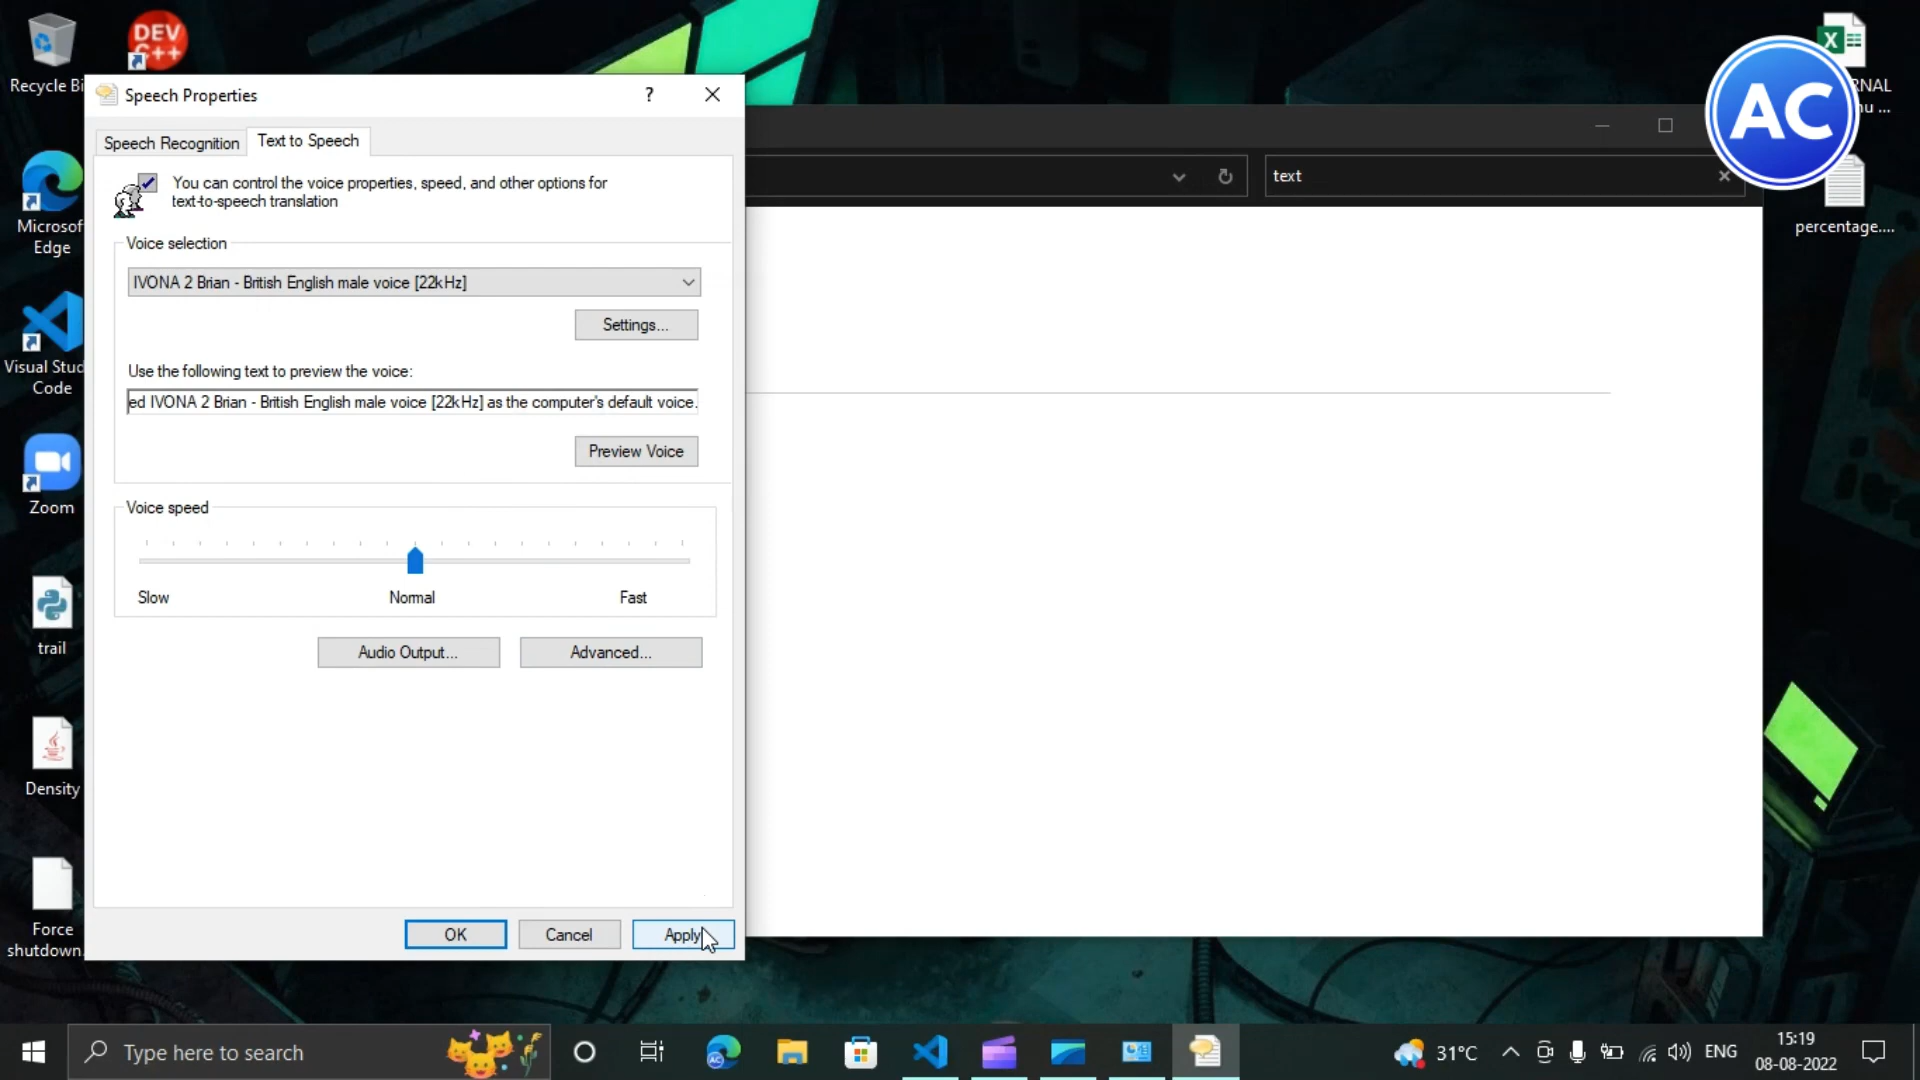 Recycle Bi
DEV
C++
Speech Properties
?
Speech Recognition
Text to Speech
You can control the voice properties, speed, and other options for
text-to-speech translation
Voice selection
IVONA 2 Brian - British English male voice [22kHz]
Settings...
Use the following text to preview the voice:
ed IVONA 2 Brian - British English male voice [22kHz] as the computer's default voice.
Preview Voice
Voice speed
Slow
Normal
Fast
Audio Output...
Advanced...
OK
Cancel
Apply
text
AC
X
RNAL
nu ...
percentage....
Microsof
Edge
Visual Stud
Code
Zoom
trail
Density
Force
shutdown.
Type here to search
AC
31°C
ENG
15:19
08-08-2022